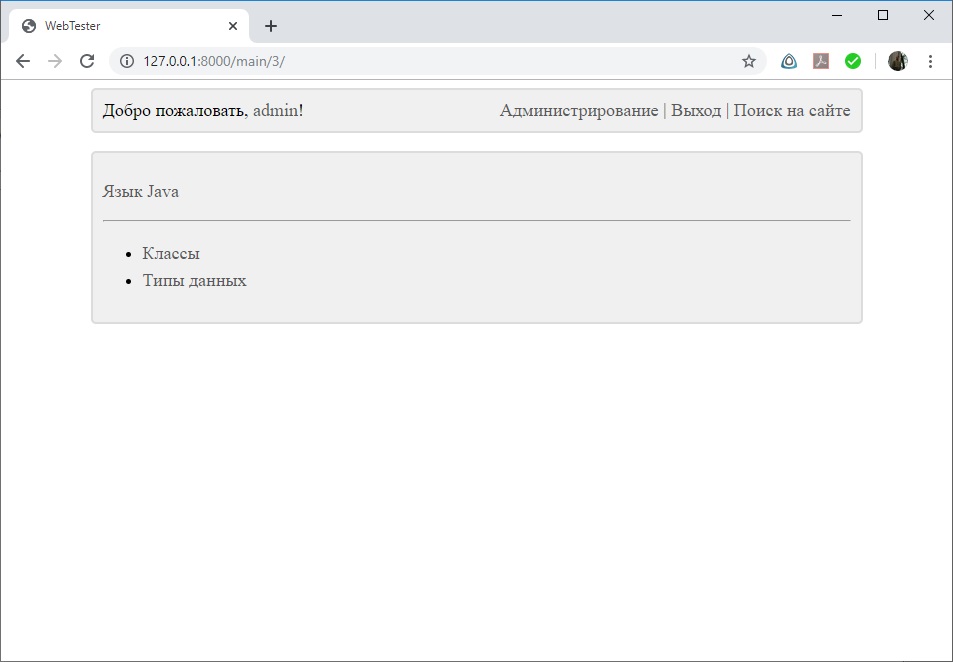 WebTester
127.0.0.1:8000/main/3/
Добро пожаловать, admin!
Администрирование | Выход | Поиск на сайте
Язык Java
Классы
Типы данных